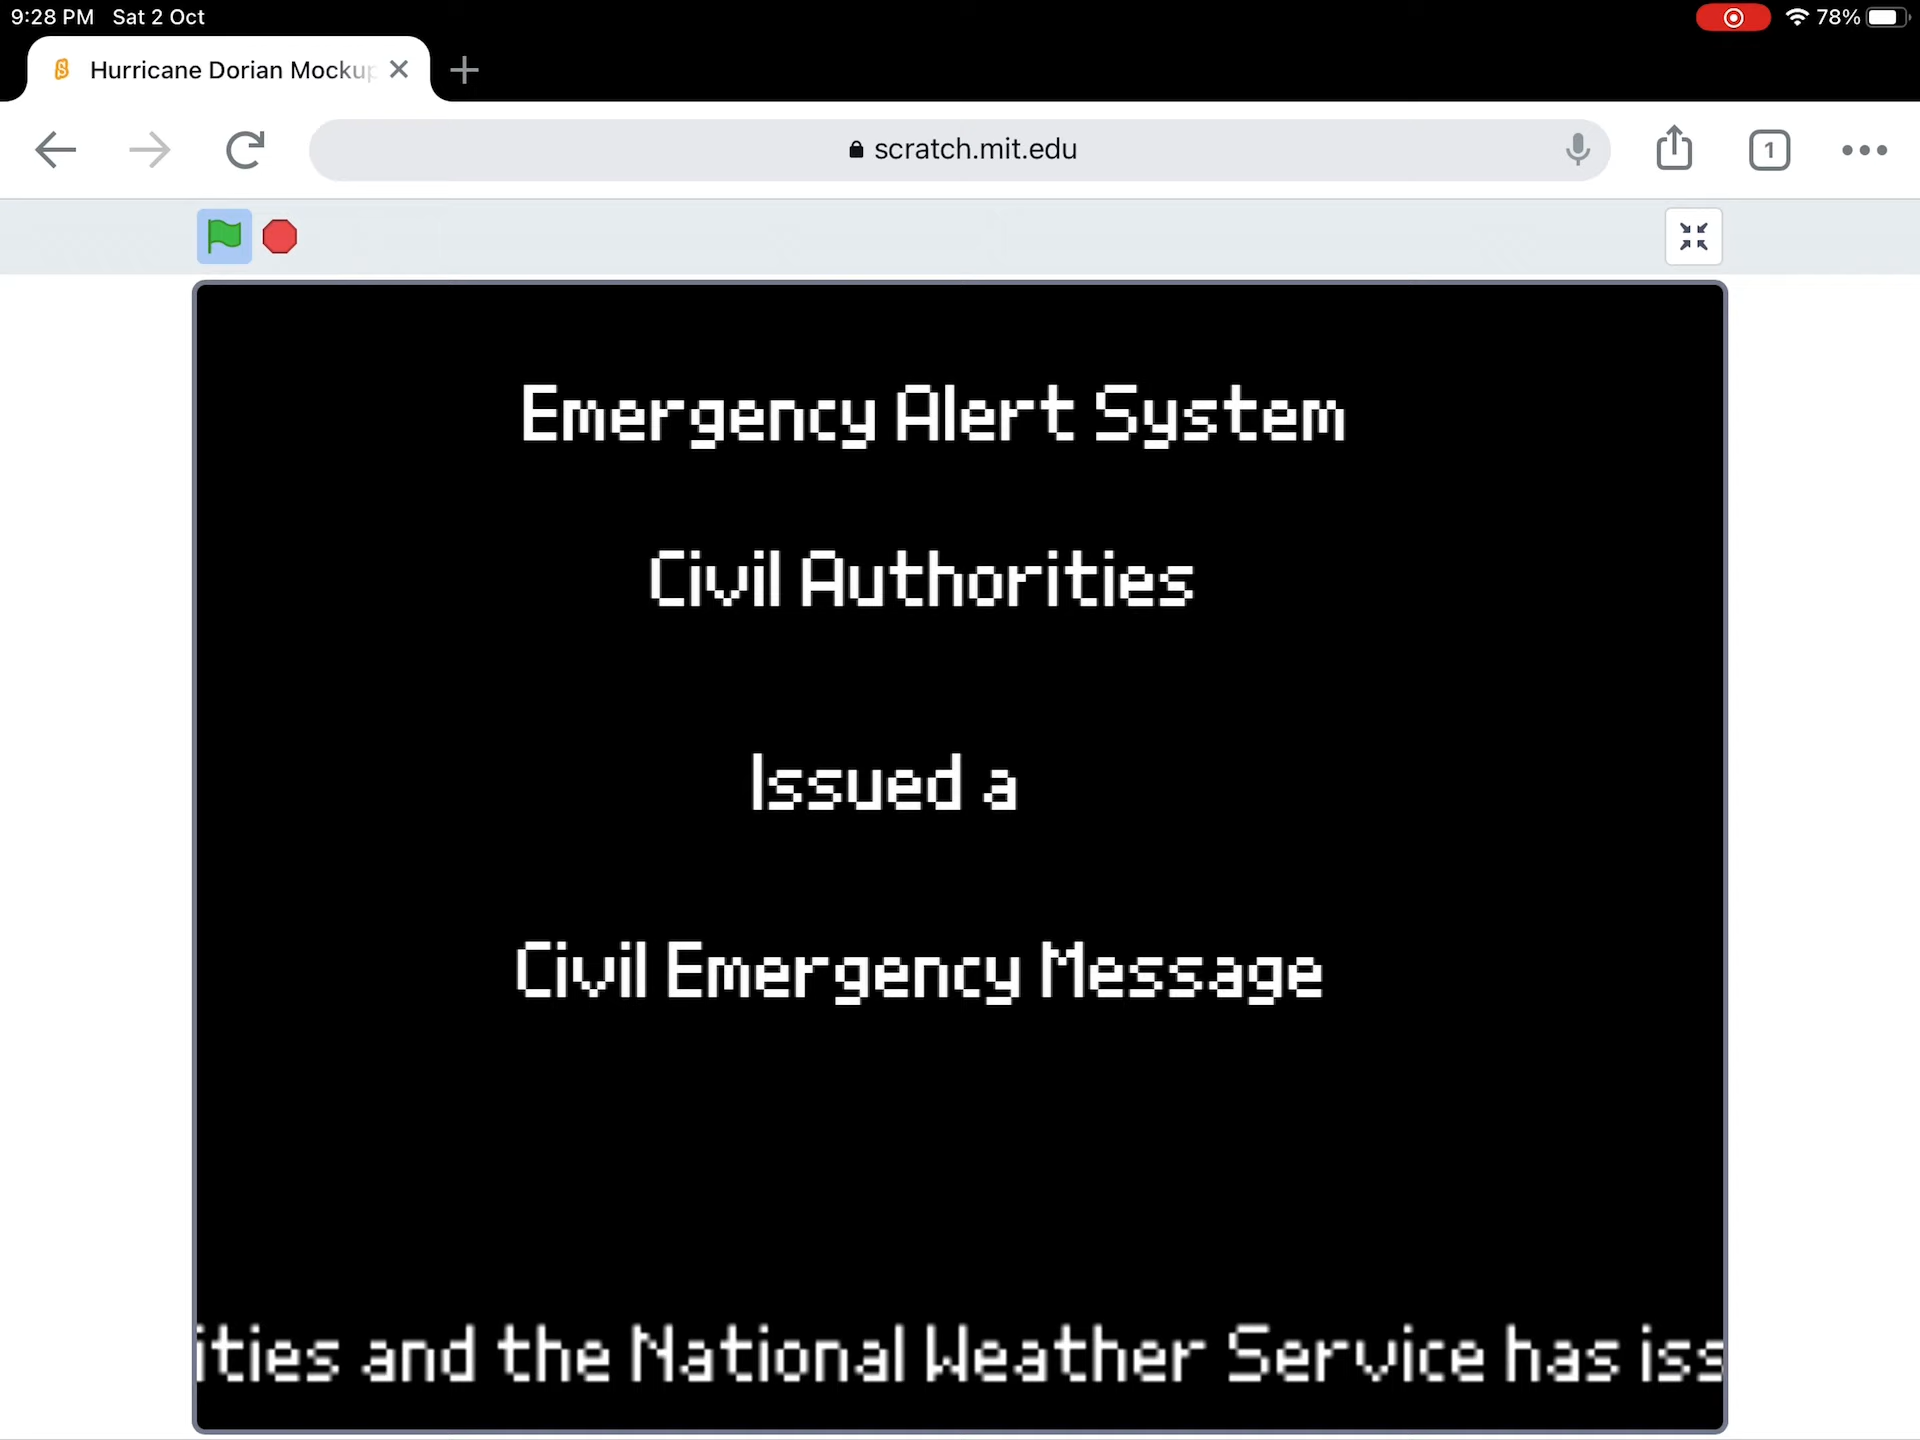 9:28 PM Sat 2 Oct 78%
Hurricane Dorian Mockup
scratch.mit.edu
1
Emergency Alert System
Civil Authorities
Issued a
Civil Emergency Message
ities and the National Weather Service has iss